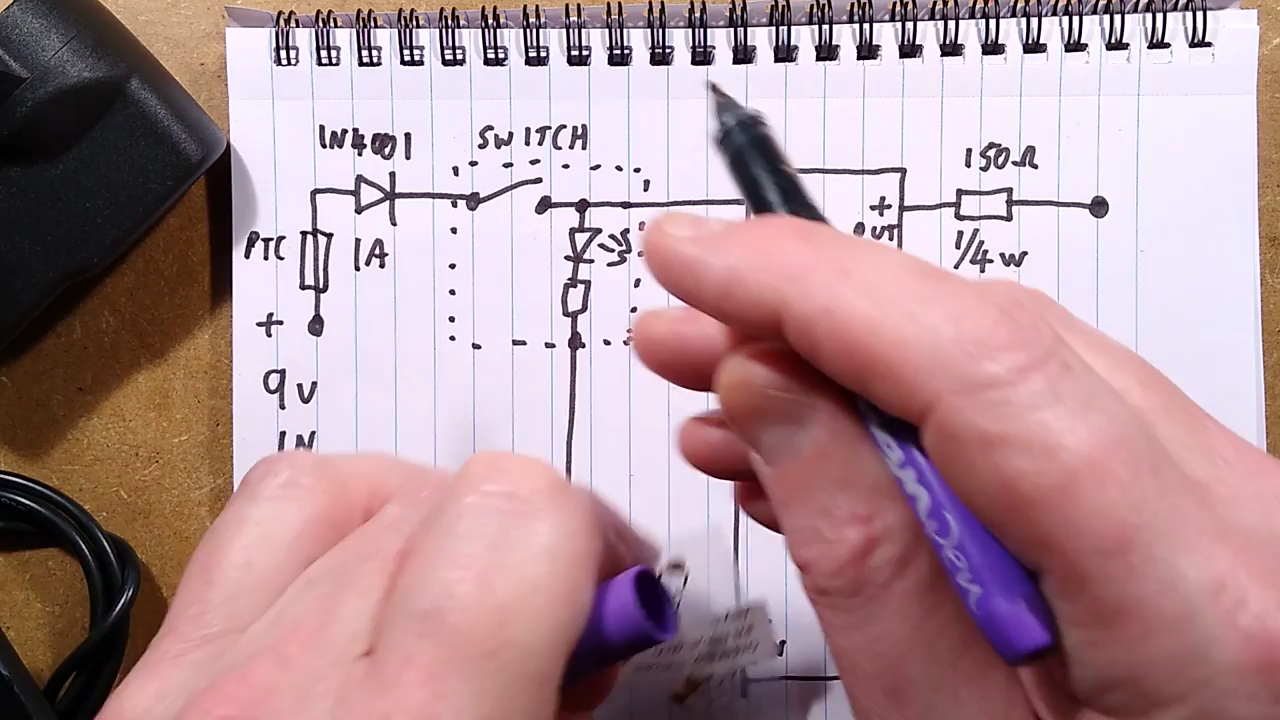 1N4001
SWITCH
150Ω
PTC
1A
+
OUT
1/4W
+
9V
IN